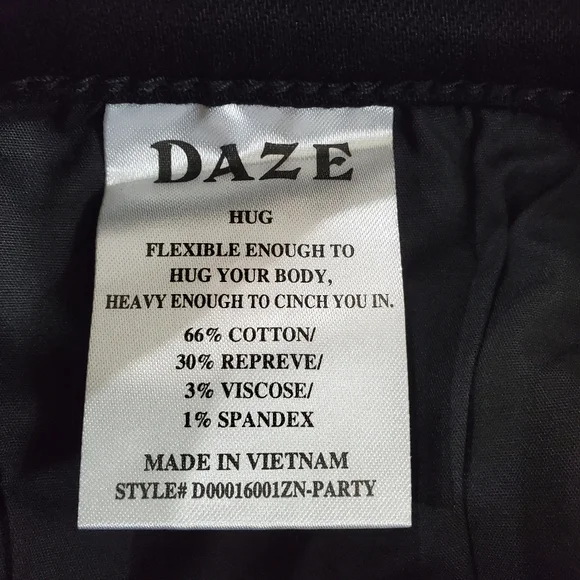 DAZE
HUG
FLEXIBLE ENOUGH TO
HUG YOUR BODY,
HEAVY ENOUGH TO CINCH YOU IN.
66% COTTON/
30% REPREVE/
3% VISCOSE/
1% SPANDEX
MADE IN VIETNAM
STYLE# D00016001ZN-PARTY